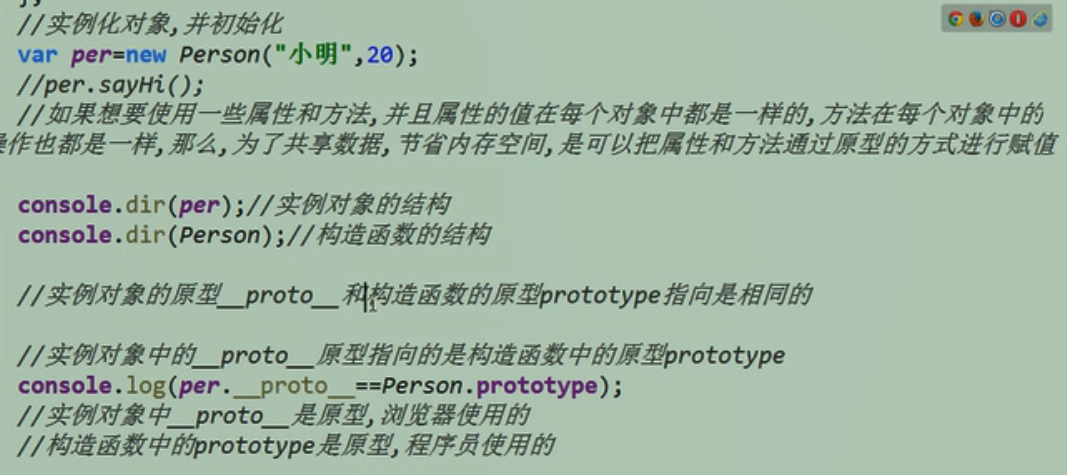 //实例化对象,并初始化
var per=new Person("小明",20);
//per.sayHi();
//如果想要使用一些属性和方法,并且属性的值在每个对象中都是一样的,方法在每个对象中的
操作也都是一样,那么,为了共享数据,节省内存空间,是可以把属性和方法通过原型的方式进行赋值
console.dir(per);//实例对象的结构
console.dir(Person);//构造函数的结构
//实例对象的原型__proto__和构造函数的原型prototype指向是相同的
//实例对象中的__proto__原型指向的是构造函数中的原型prototype
console.log(per.__proto__==Person.prototype);
//实例对象中__proto__是原型,浏览器使用的
//构造函数中的prototype是原型,程序员使用的